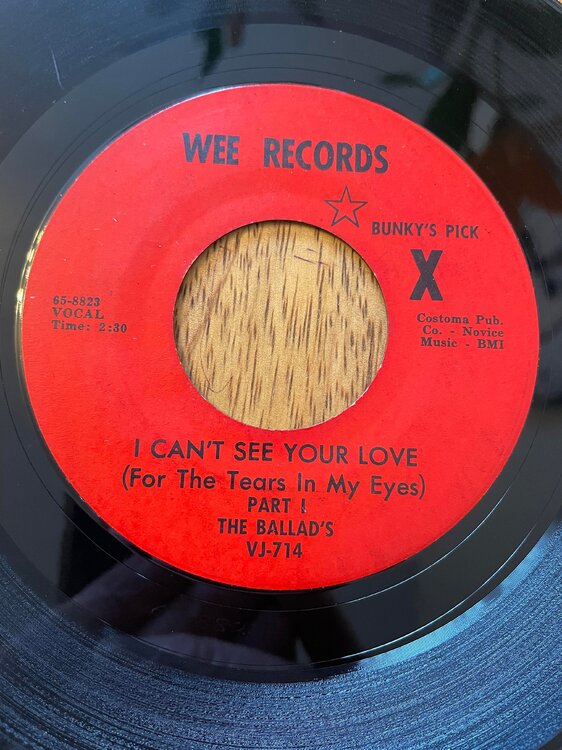 WEE RECORDS
BUNKY'S PICK
X
65-8823
VOCAL
Time: 2:30
Costoma Pub.
Co. - Novice
Music - BMI
I CAN'T SEE YOUR LOVE
(For The Tears In My Eyes)
PART I
THE BALLAD'S
VJ-714